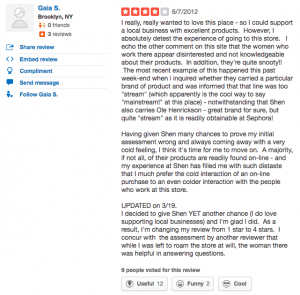 Gaia S.
Brooklyn, NY
0 friends
3 reviews
Share review
Embed review
Compliment
Send message
Follow Gaia S.
6/7/2012
I really, really wanted to love this place - so I could support
a local business with excellent products. However, I
absolutely detest the experience of going to this store. I
echo the other comment on this site that the women who
work there appear disinterested and not knowledgeable
about their products. In addition, they're quite snooty!!
The most recent example of this happened this past
week-end when I inquired whether they carried a particular
brand of product and was informed that that line was too
"stream" (which apparently is the cool way to say
"mainstream!" at this place) - notwithstanding that Shen
also carries Ole Henrickson - great brand for sure, but
quite "stream" as it is readily obtainable at Sephora!
Having given Shen many chances to prove my initial
assessment wrong and always coming away with a very
cold feeling, I think it's time for me to move on. A majority,
if not all, of their products are readily found on-line - and
my experience at Shen has filled me with such distaste
that I much prefer the cold interaction of an on-line
purchase to an even colder interaction with the people
who work at this store.
UPDATED on 3/19.
I decided to give Shen YET another chance (I do love
supporting local businesses) and I'm glad I did. As a
result, I'm changing my review from 1 star to 4 stars. I
concur with the assessment by another reviewer that
while I was left to roam the store at will, the woman there
was helpful in answering questions.
9 people voted for this review
Useful 12
Funny 2
Cool